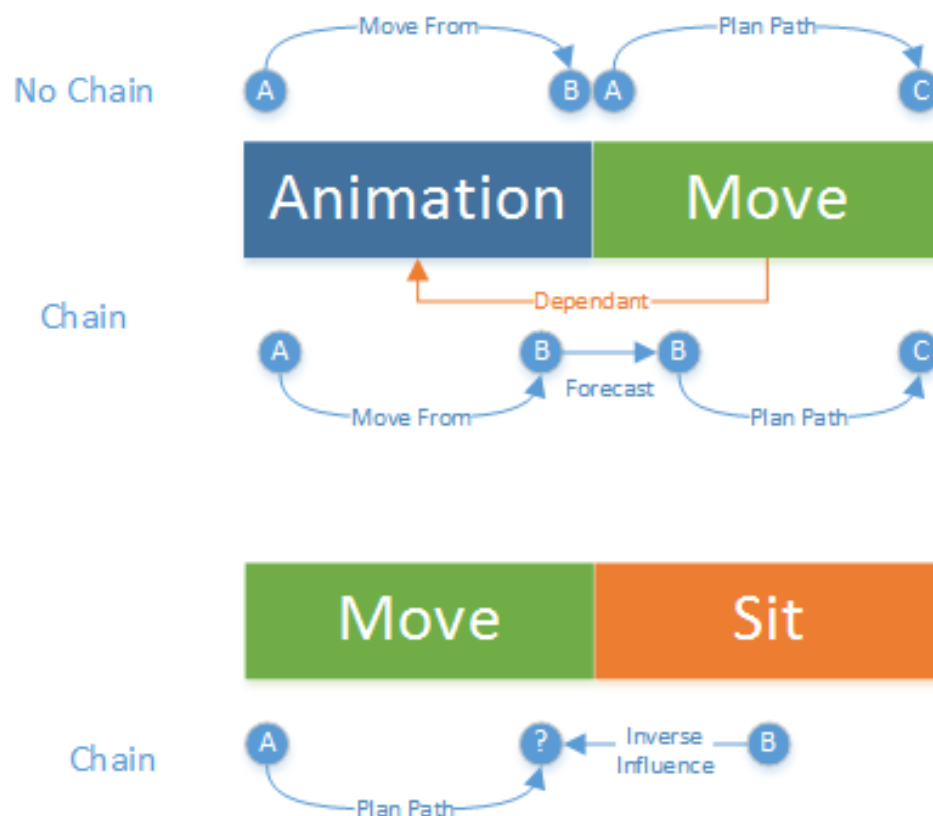 Move From
Plan Path
No Chain
A
B
A
C
Animation
Move
Dependant
Chain
A
B
B
C
Forecast
Move From
Plan Path
Move
Sit
Chain
A
?
Inverse
Influence
B
Plan Path